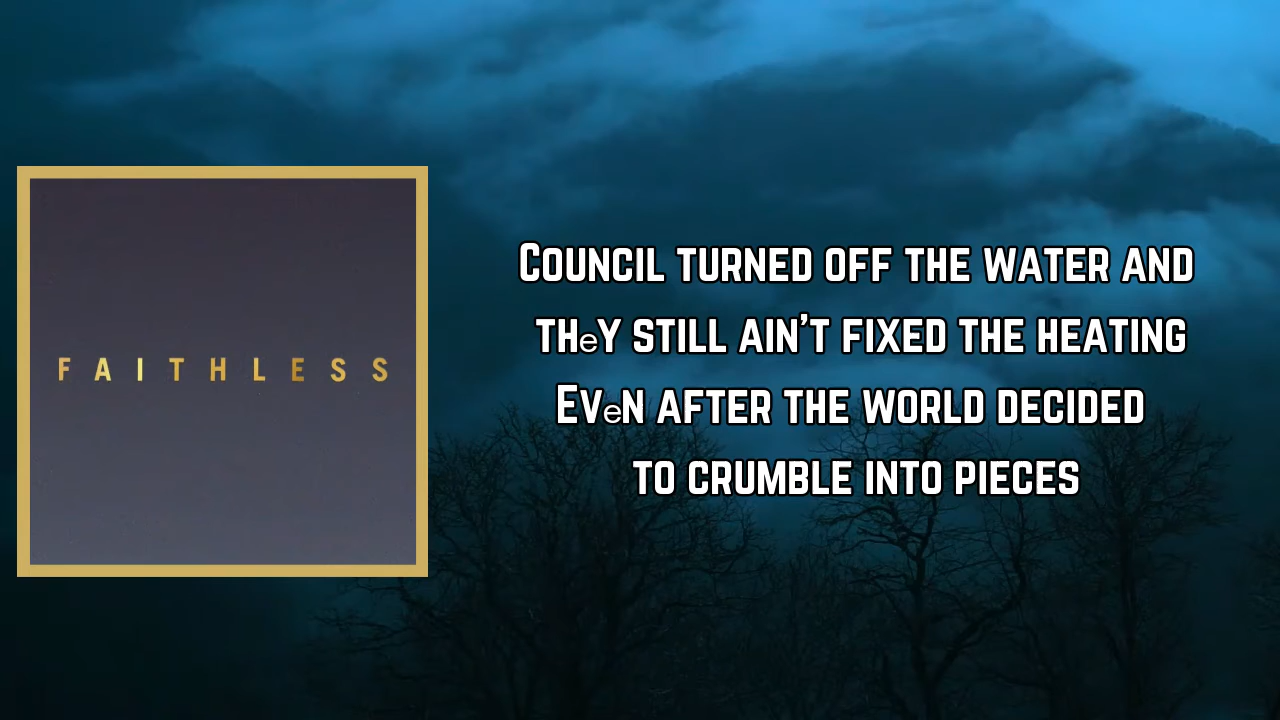 FAITHLESS
COUNCIL TURNED OFF THE WATER AND
THeY STILL AIN'T FIXED THE HEATING
EVeN AFTER THE WORLD DECIDED
TO CRUMBLE INTO PIECES